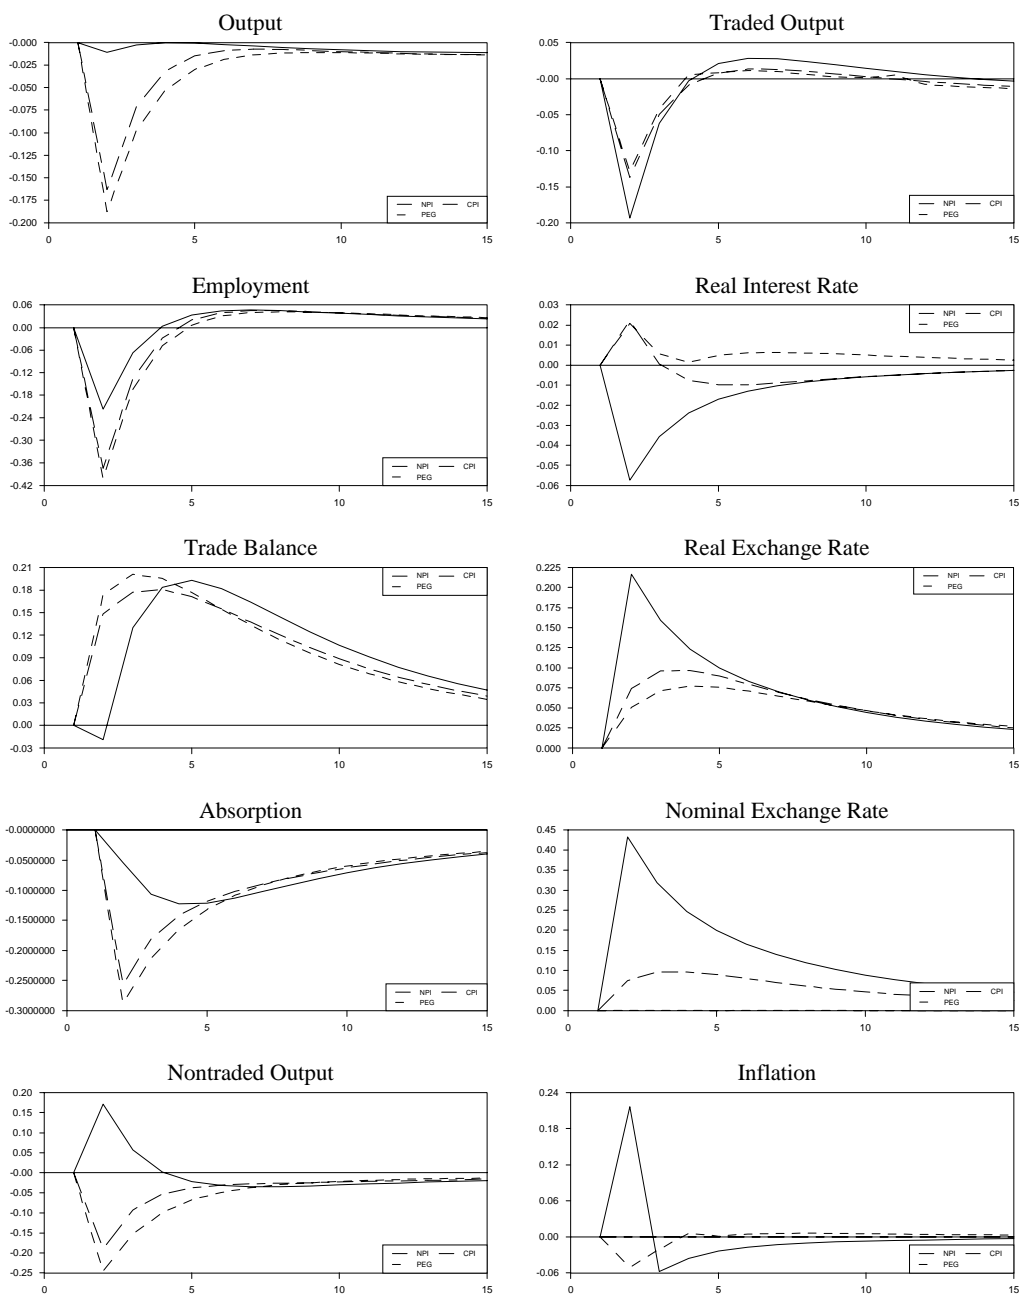 Output
-0.000
-0.025
-0.050
-0.075
-0.100
-0.125
-0.150
-0.175
-0.200
NPI CPI
PEG
0 5 10 15
Traded Output
0.05
-0.00
-0.05
-0.10
-0.15
-0.20
NPI CPI
PEG
0 5 10 15
Employment
0.06
0.00
-0.06
-0.12
-0.18
-0.24
-0.30
-0.36
-0.42
NPI CPI
PEG
0 5 10 15
Real Interest Rate
0.03
0.02
0.01
0.00
-0.01
-0.02
-0.03
-0.04
-0.05
-0.06
NPI CPI
PEG
0 5 10 15
Trade Balance
0.21
0.18
0.15
0.12
0.09
0.06
0.03
0.00
-0.03
NPI CPI
PEG
0 5 10 15
Real Exchange Rate
0.225
0.200
0.175
0.150
0.125
0.100
0.075
0.050
0.025
0.000
NPI CPI
PEG
0 5 10 15
Absorption
-0.0000000
-0.0500000
-0.1000000
-0.1500000
-0.2000000
-0.2500000
-0.3000000
NPI CPI
PEG
0 5 10 15
Nominal Exchange Rate
0.45
0.40
0.35
0.30
0.25
0.20
0.15
0.10
0.05
0.00
NPI CPI
PEG
0 5 10 15
Nontraded Output
0.20
0.15
0.10
0.05
-0.00
-0.05
-0.10
-0.15
-0.20
-0.25
NPI CPI
PEG
0 5 10 15
Inflation
0.24
0.18
0.12
0.06
0.00
-0.06
NPI CPI
PEG
0 5 10 15